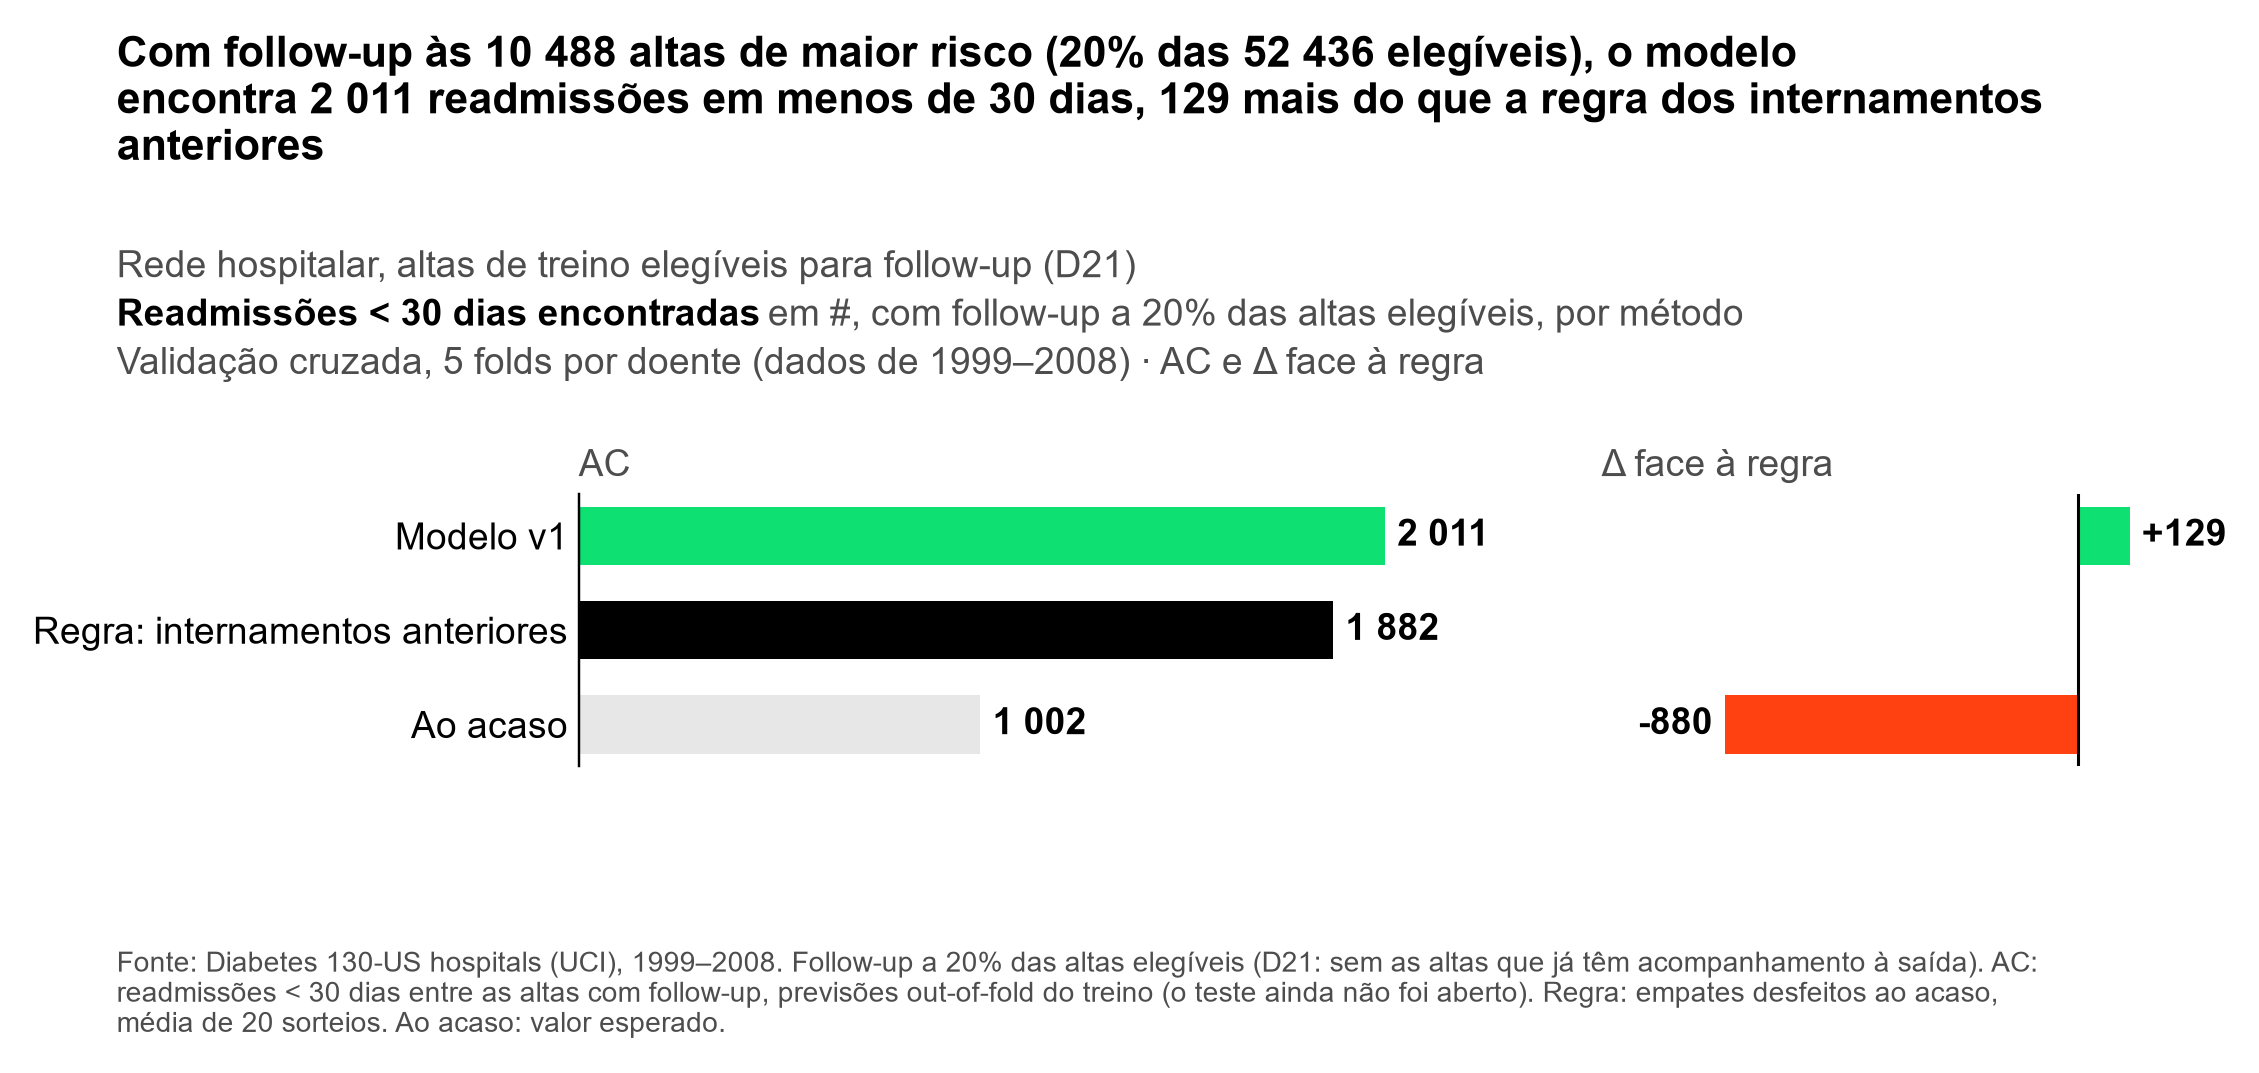 Com follow-up às 10 488 altas de maior risco (20% das 52 436 elegíveis), o modelo
encontra 2 011 readmissões em menos de 30 dias, 129 mais do que a regra dos internamentos
anteriores
Rede hospitalar, altas de treino elegíveis para follow-up (D21)
Readmissões < 30 dias encontradas em #, com follow-up a 20% das altas elegíveis, por método
Validação cruzada, 5 folds por doente (dados de 1999–2008) · AC e Δ face à regra
AC
Δ face à regra
Modelo v1
2 011
+129
Regra: internamentos anteriores
1 882
Ao acaso
1 002
-880
Fonte: Diabetes 130-US hospitals (UCI), 1999–2008. Follow-up a 20% das altas elegíveis (D21: sem as altas que já têm acompanhamento à saída). AC:
readmissões < 30 dias entre as altas com follow-up, previsões out-of-fold do treino (o teste ainda não foi aberto). Regra: empates desfeitos ao acaso,
média de 20 sorteios. Ao acaso: valor esperado.